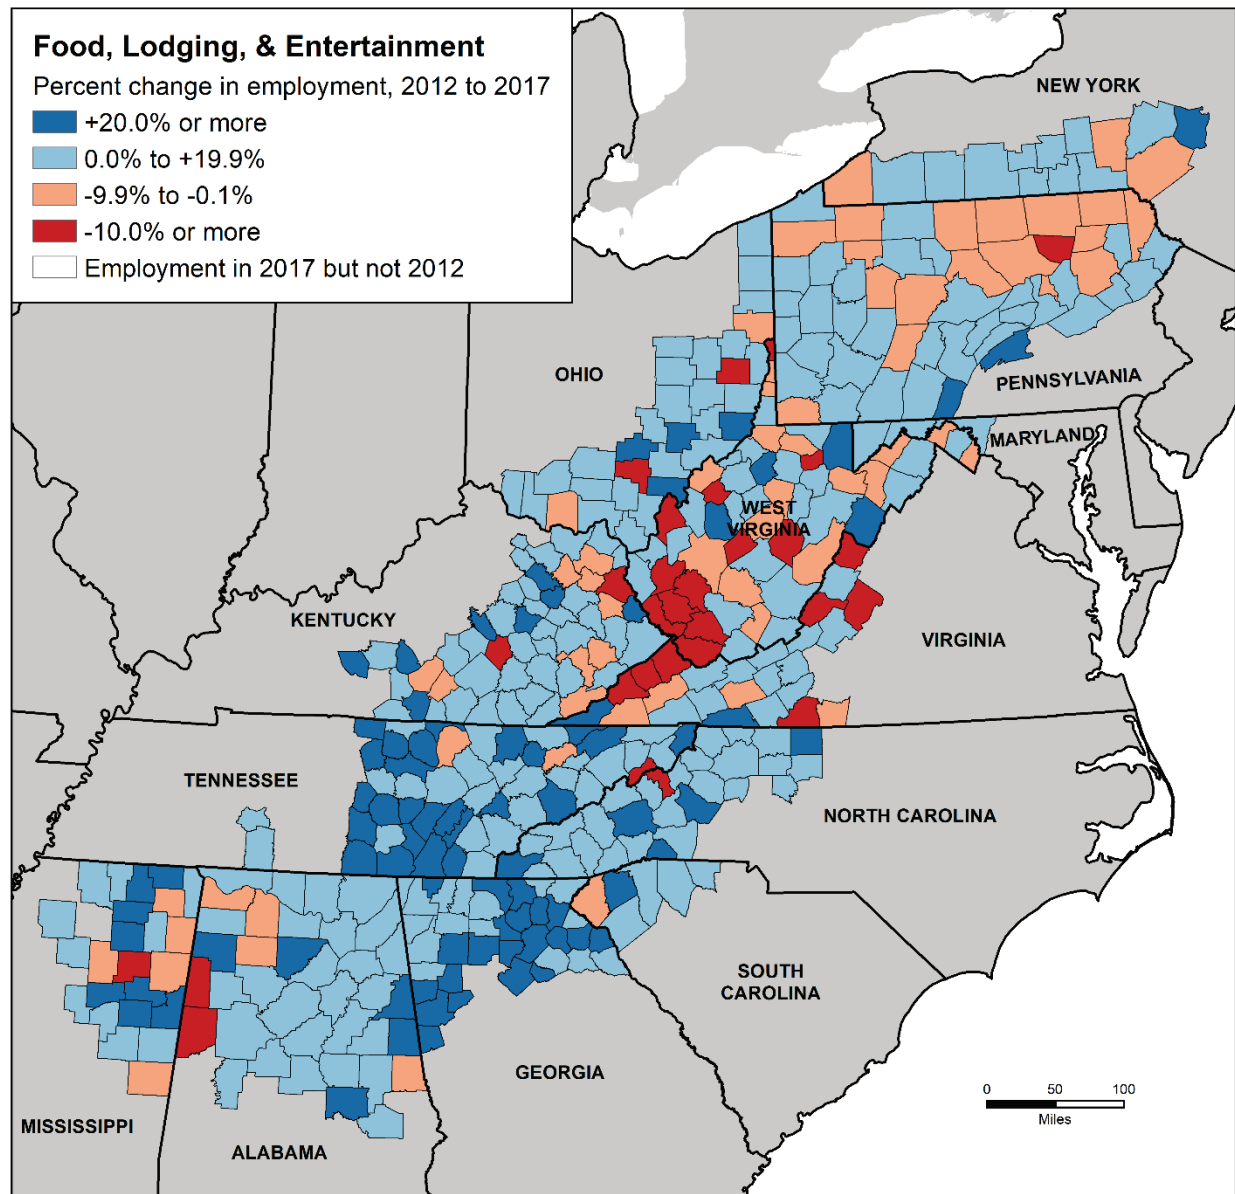 Food, Lodging, & Entertainment
Percent change in employment, 2012 to 2017
+20.0% or more
0.0% to +19.9%
-9.9% to -0.1%
-10.0% or more
Employment in 2017 but not 2012
NEW YORK
OHIO
PENNSYLVANIA
MARYLAND
WEST
VIRGINIA
KENTUCKY
VIRGINIA
TENNESSEE
NORTH CAROLINA
SOUTH
CAROLINA
GEORGIA
MISSISSIPPI
ALABAMA
0 50 100
Miles